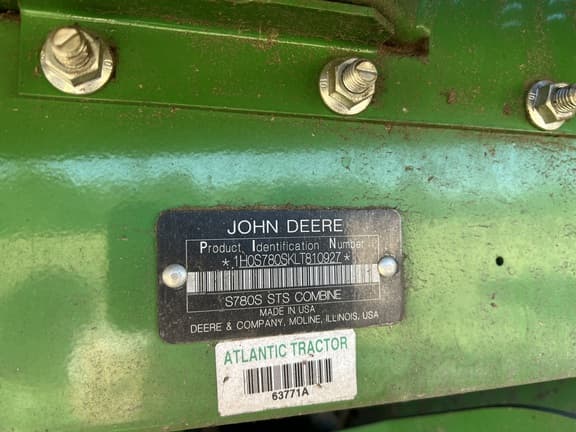 JOHN DEERE
Product Identification Number
*1H0S780SKLT810927*
S780S STS COMBINE
MADE IN USA
DEERE & COMPANY, MOLINE, ILLINOIS, USA
ATLANTIC TRACTOR
63771A